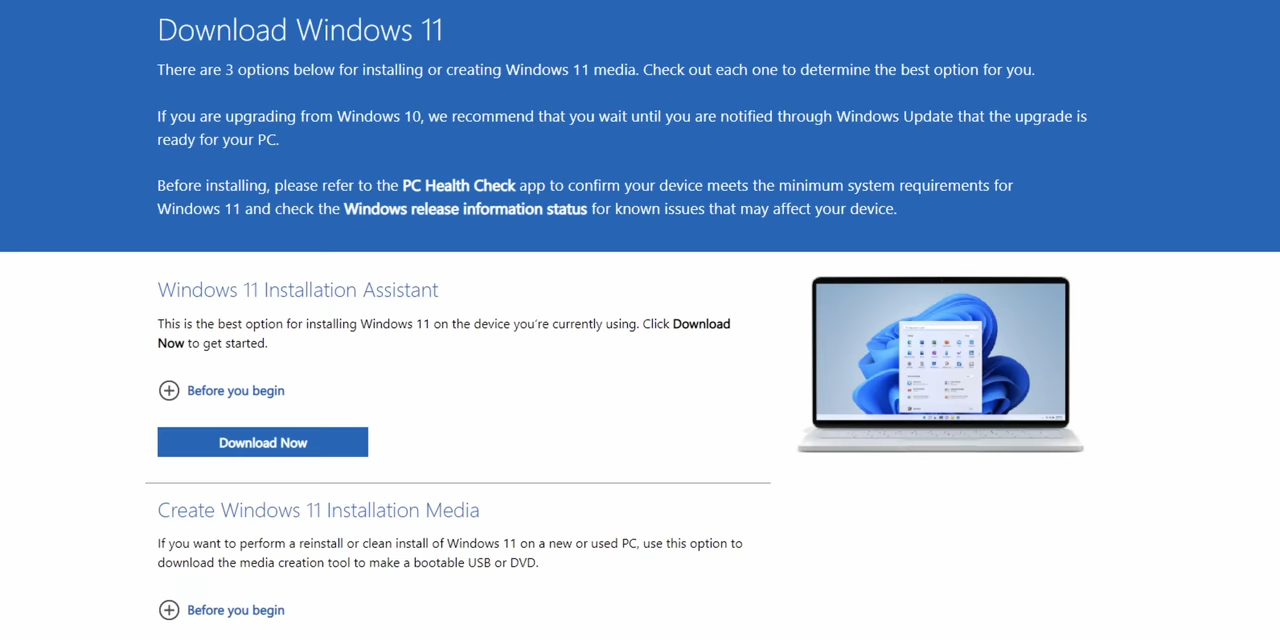 Download Windows 11
There are 3 options below for installing or creating Windows 11 media. Check out each one to determine the best option for you.
If you are upgrading from Windows 10, we recommend that you wait until you are notified through Windows Update that the upgrade is
ready for your PC.
Before installing, please refer to the PC Health Check app to confirm your device meets the minimum system requirements for
Windows 11 and check the Windows release information status for known issues that may affect your device.
Windows 11 Installation Assistant
This is the best option for installing Windows 11 on the device you're currently using. Click Download
Now to get started.
Before you begin
Download Now
Create Windows 11 Installation Media
If you want to perform a reinstall or clean install of Windows 11 on a new or used PC, use this option to
download the media creation tool to make a bootable USB or DVD.
Before you begin